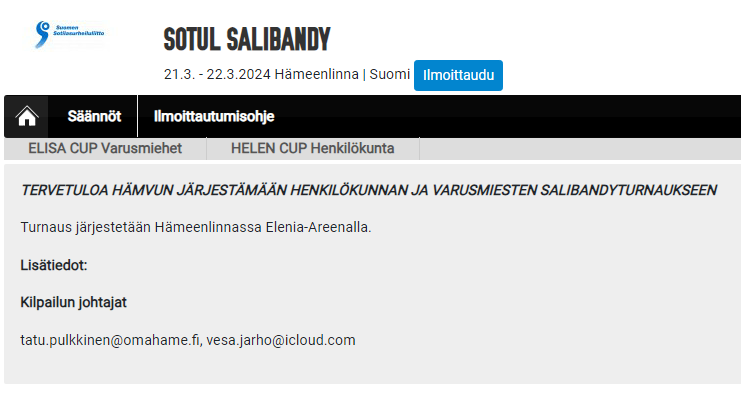 Suomen
Sotilasurheiluliitto
SOTUL SALIBANDY
21.3. - 22.3.2024 Hämeenlinna | Suomi Ilmoittaudu
Säännöt Ilmoittautumisohje
ELISA CUP Varusmiehet HELEN CUP Henkilökunta
TERVETULOA HÄMVUN JÄRJESTÄMÄÄN HENKILÖKUNNAN JA VARUSMIESTEN SALIBANDYTURNAUKSEEN
Turnaus järjestetään Hämeenlinnassa Elenia-Areenalla.
Lisätiedot:
Kilpailun johtajat
tatu.pulkkinen@omahame.fi, vesa.jarho@icloud.com